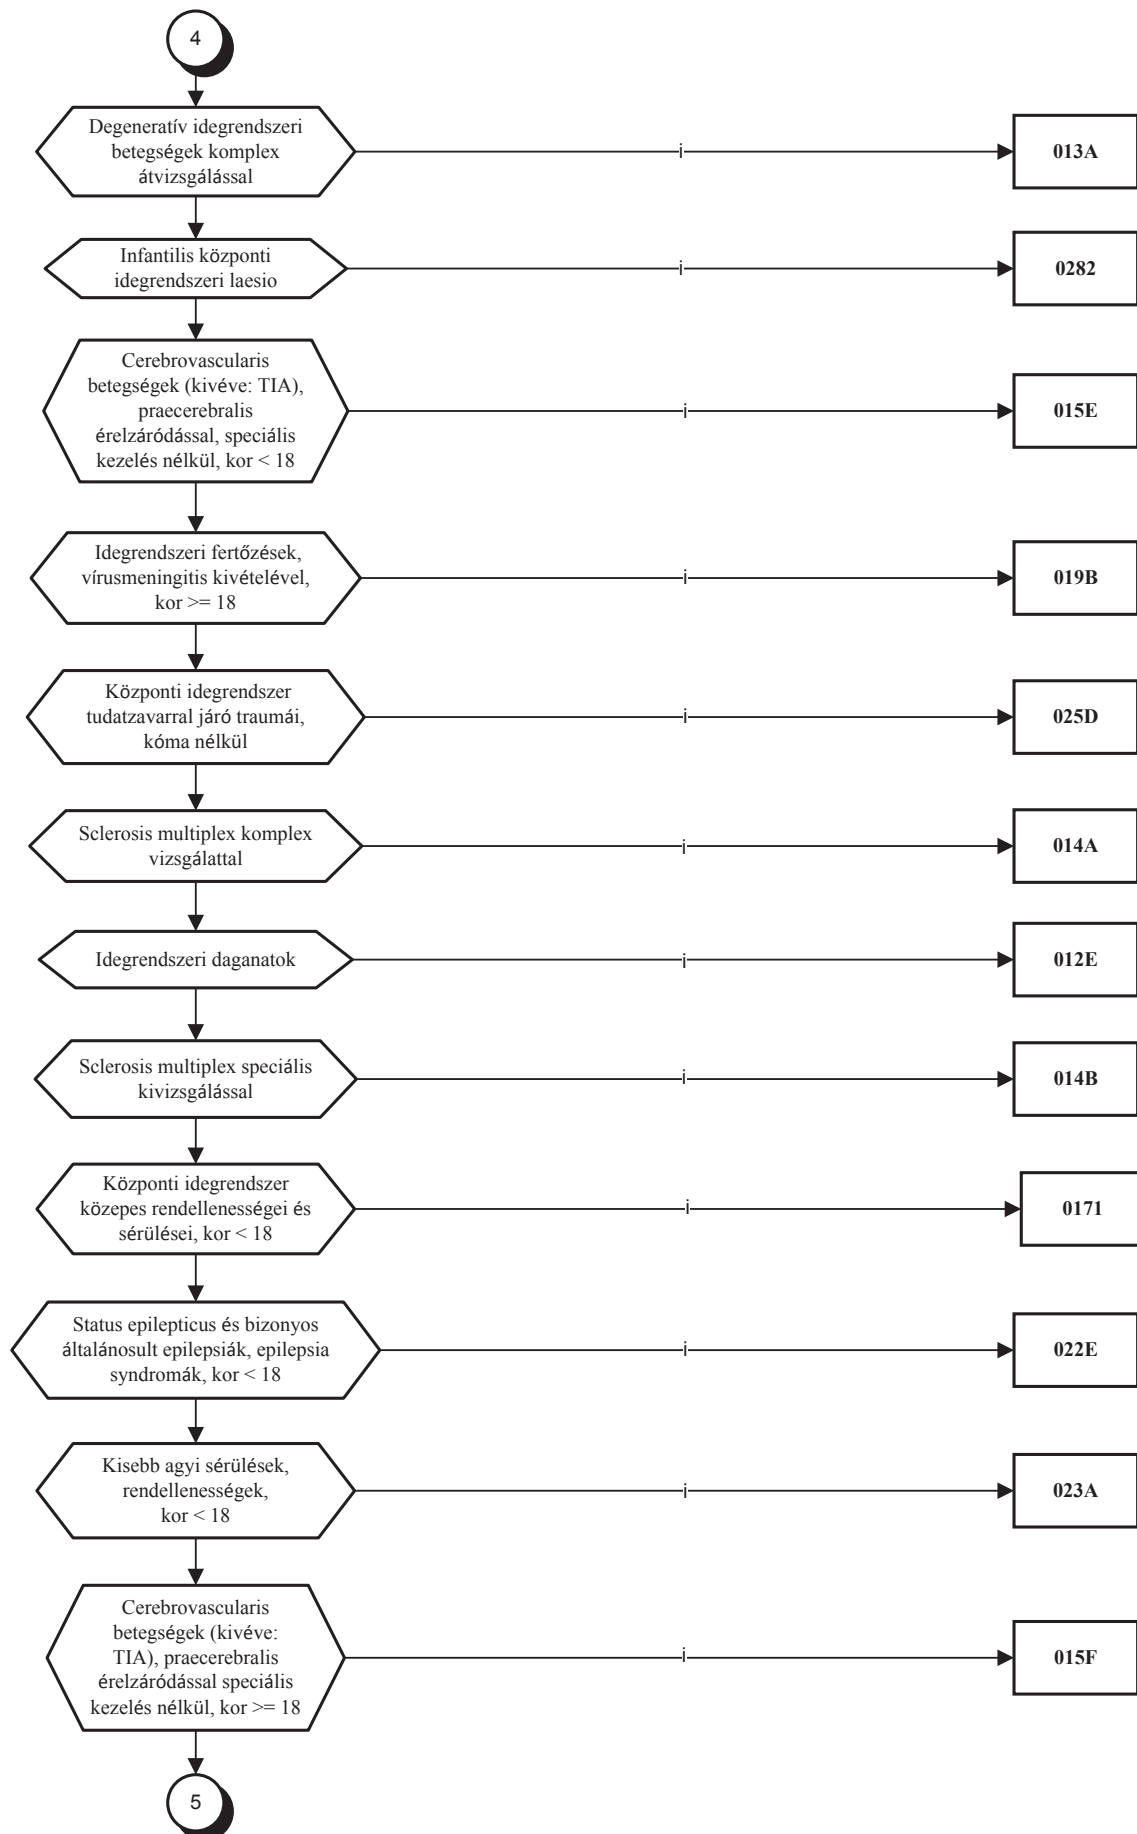 4
Degeneratív idegrendszeri
betegségek komplex
átvizsgálással
i
013A
Infantilis központi
idegrendszeri laesio
i
0282
Cerebrovascularis
betegségek (kivéve: TIA),
praecerebralis
érelzáródással, speciális
kezelés nélkül, kor < 18
i
015E
Idegrendszeri fertőzések,
vírusmeningitis kivételével,
kor >= 18
i
019B
Központi idegrendszer
tudatzavarral járó traumái,
kóma nélkül
i
025D
Sclerosis multiplex komplex
vizsgálattal
i
014A
Idegrendszeri daganatok
i
012E
Sclerosis multiplex speciális
kivizsgálással
i
014B
Központi idegrendszer
közepes rendellenességei és
sérülései, kor < 18
i
0171
Status epilepticus és bizonyos
általánosult epilepsiák, epilepsia
syndromák, kor < 18
i
022E
Kisebb agyi sérülések,
rendellenességek,
kor < 18
i
023A
Cerebrovascularis
betegségek (kivéve:
TIA), praecerebralis
érelzáródással speciális
kezelés nélkül, kor >= 18
i
015F
5